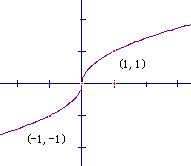 (1, 1)
(-1, -1)